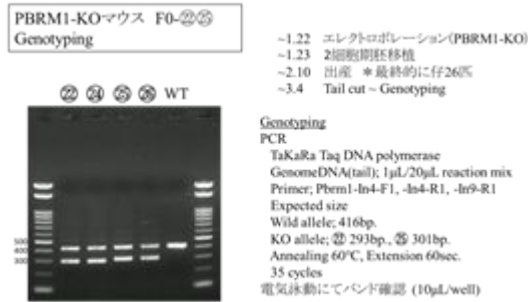 PBRM1-KOマウス F0-㉒㉕
Genotyping
~1.22 エレクトロポレーション(PBRM1-KO)
~1.23 2細胞期胚移植
~2.10 出産 *最終的に仔26匹
~3.4 Tail cut ~ Genotyping
㉒ ㉔ ㉕ ㉖ WT
500
400
300
Genotyping
PCR
TaKaRa Taq DNA polymerase
GenomeDNA(tail); 1μL/20μL reaction mix
Primer; Pbrm1-In4-F1, -In4-R1, -In9-R1
Expected size
Wild allele; 416bp.
KO allele; ㉒ 293bp., ㉕ 301bp.
Annealing 60°C, Extension 60sec.
35 cycles
電気泳動にてバンド確認 (10μL/well)